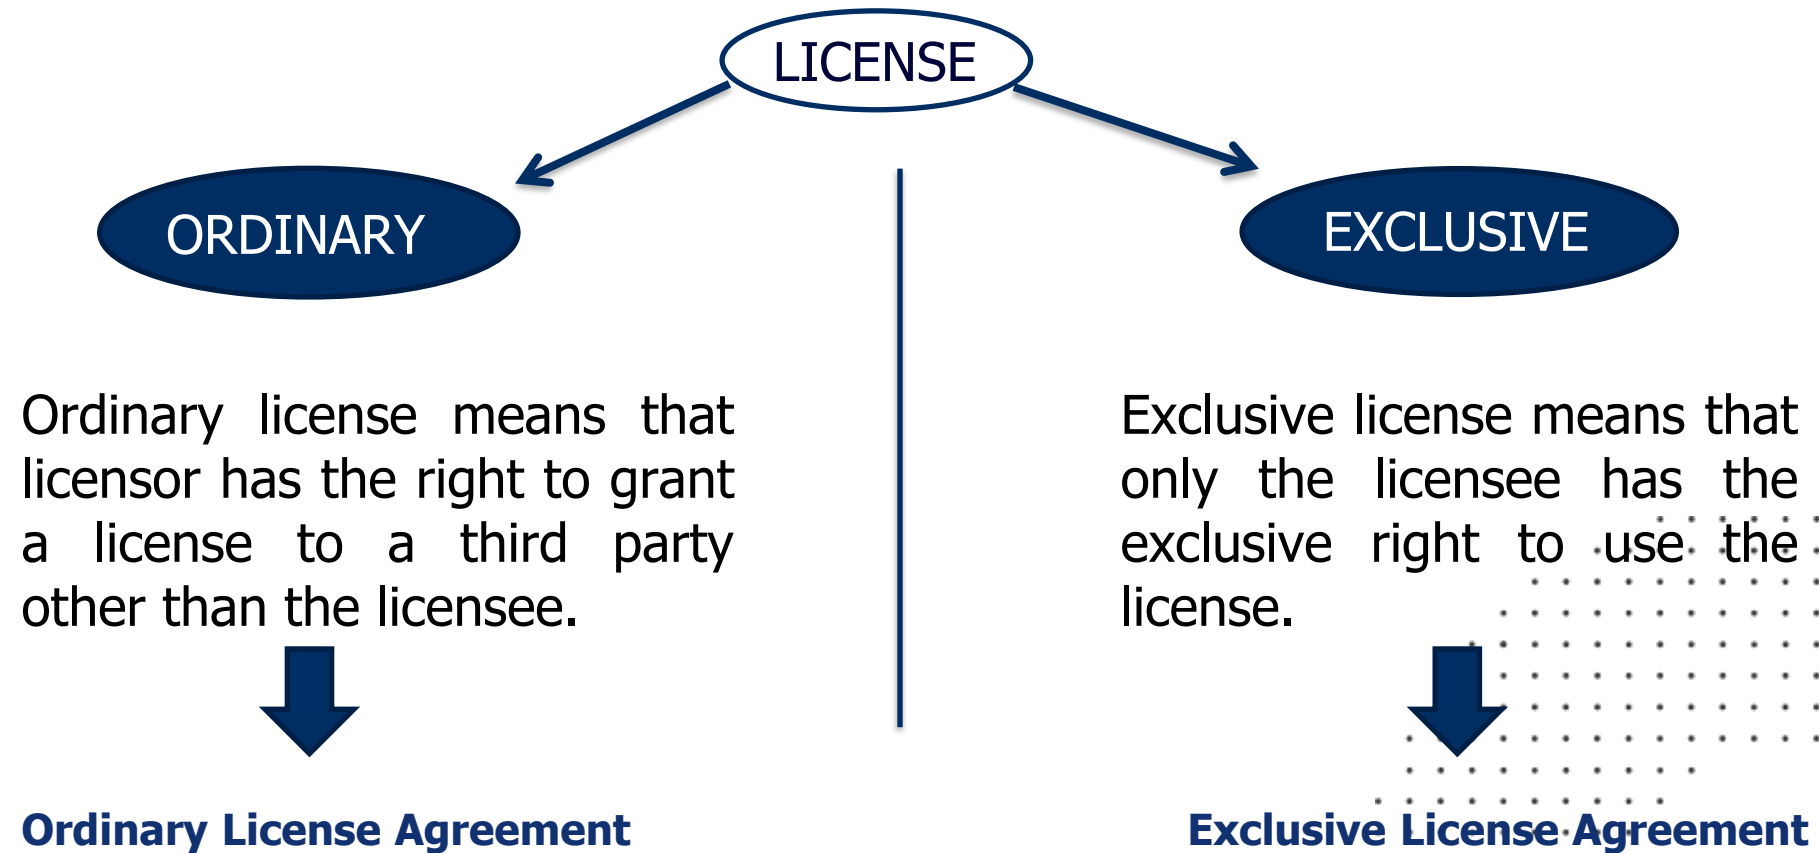 LICENSE
ORDINARY
EXCLUSIVE
Ordinary license means that
licensor has the right to grant
a license to a third party
other than the licensee.
Exclusive license means that
only the licensee has the
exclusive right to use the
license.
Ordinary License Agreement
Exclusive License Agreement